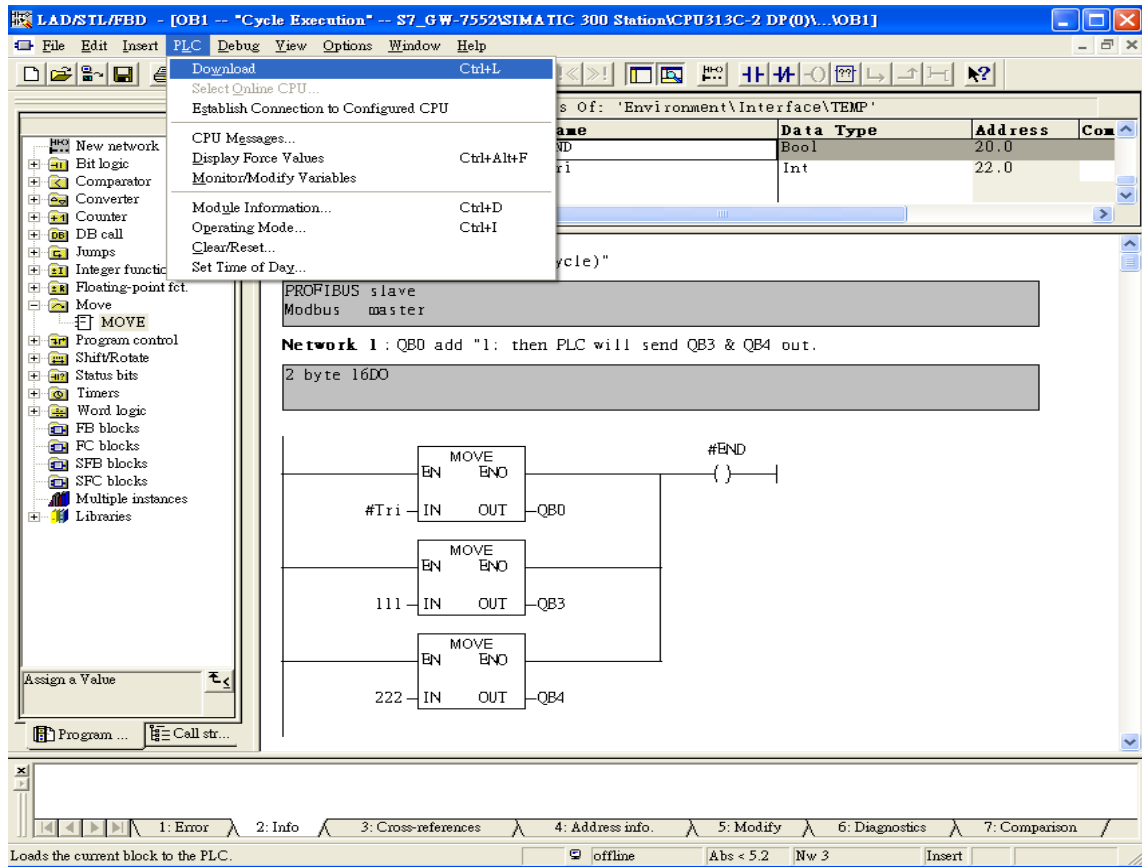 LAD/STL/FBD - [OB1 -- "Cycle Execution" -- S7_GW-7552\SIMATIC 300 Station\CPU313C-2 DP(0)\...\OB1]
File Edit Insert PLC Debug View Options Window Help
Download Ctrl+L
Select Online CPU...
Establish Connection to Configured CPU
CPU Messages...
Display Force Values Ctrl+Alt+F
Monitor/Modify Variables
Module Information... Ctrl+D
Operating Mode... Ctrl+I
Clear/Reset...
Set Time of Day...
s Of: 'Environment\Interface\TEMP'
ame Data Type Address Com
ND Bool 20.0
ri Int 22.0
New network
Bit logic
Comparator
Converter
Counter
DB call
Jumps
Integer functio
Floating-point fct.
Move
MOVE
Program control
Shift/Rotate
Status bits
Timers
Word logic
FB blocks
FC blocks
SFB blocks
SFC blocks
Multiple instances
Libraries
Assign a Value
Program ... Call str...
ycle)"
PROFIBUS slave
Modbus master
Network 1 : QB0 add "1; then PLC will send QB3 & QB4 out.
2 byte 16DO
#END
MOVE
EN ENO
( )
#Tri IN OUT QB0
MOVE
EN ENO
111 IN OUT QB3
MOVE
EN ENO
222 IN OUT QB4
1: Error 2: Info 3: Cross-references 4: Address info. 5: Modify 6: Diagnostics 7: Comparison
Loads the current block to the PLC. offline Abs < 5.2 Nw 3 Insert